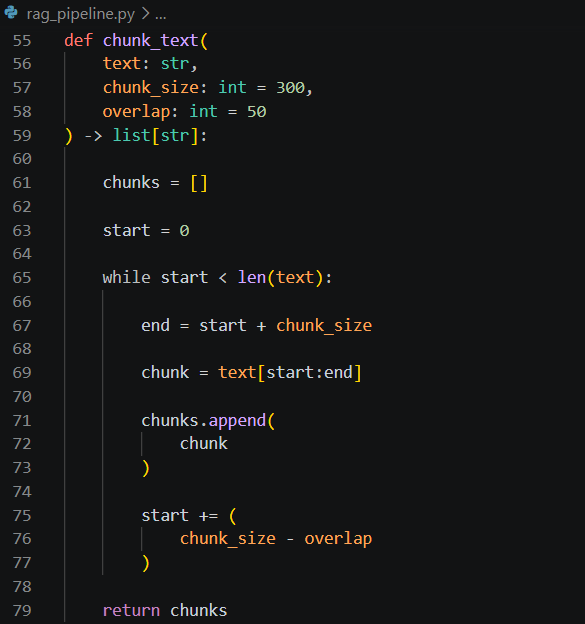 rag_pipeline.py > ...
55 def chunk_text(
56     text: str,
57     chunk_size: int = 300,
58     overlap: int = 50
59 ) -> list[str]:
60
61     chunks = []
62
63     start = 0
64
65     while start < len(text):
66
67         end = start + chunk_size
68
69         chunk = text[start:end]
70
71         chunks.append(
72             chunk
73         )
74
75         start += (
76             chunk_size - overlap
77         )
78
79     return chunks